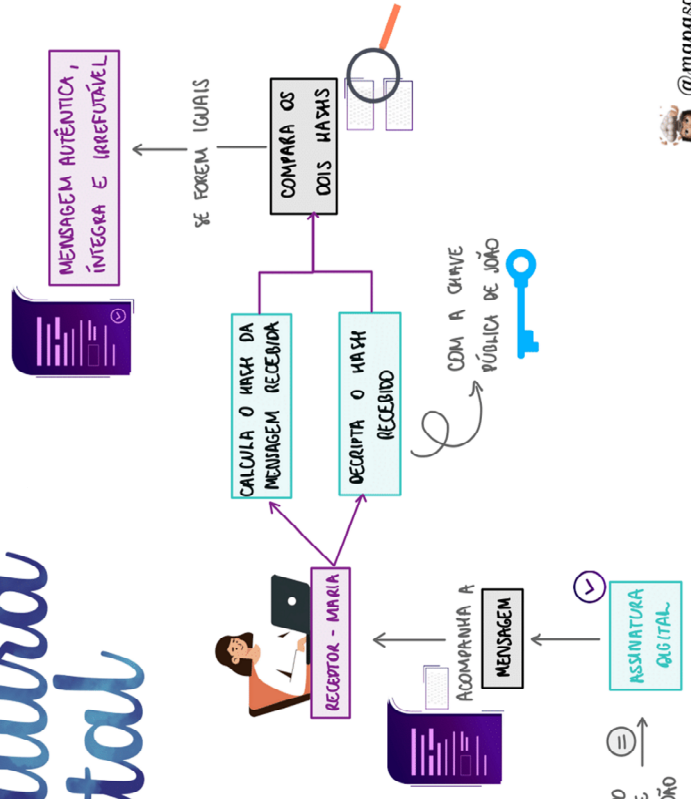 MENSAGEM AUTÊNTICA,
ÍNTEGRA E IRREFUTÁVEL
SE FOREM IGUAIS
COMPARA OS
DOIS HASHS
CALCULA O HASH DA
MENSAGEM RECEBIDA
DECRIPTA O HASH
RECEBIDO
COM A CHAVE
PÚBLICA DE JOÃO
RECEPTOR - MARIA
ACOMPANHA A
MENSAGEM
ASSINATURA
DIGITAL